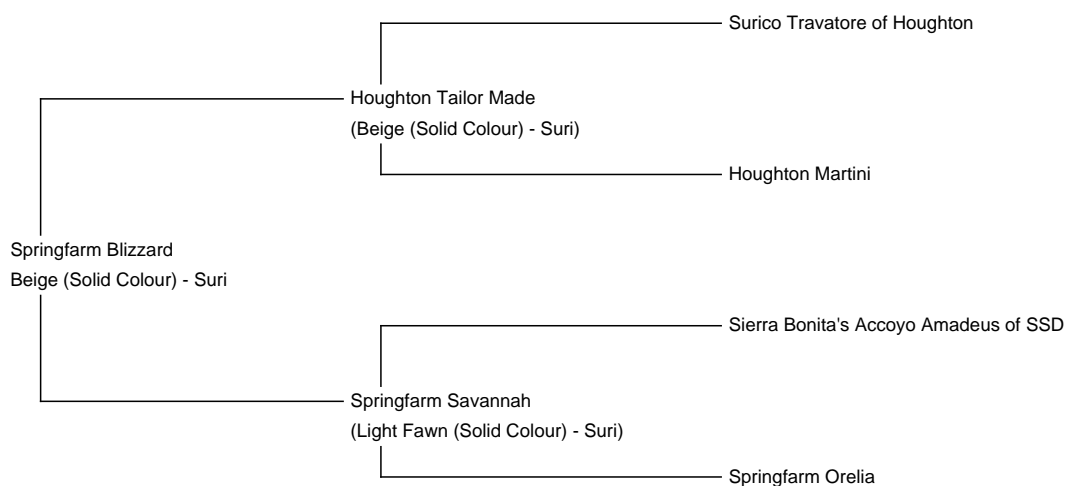 Surico Travatore of Houghton
Houghton Tailor Made
(Beige (Solid Colour) - Suri)
Houghton Martini
Springfarm Blizzard
Beige (Solid Colour) - Suri
Sierra Bonita's Accoyo Amadeus of SSD
Springfarm Savannah
(Light Fawn (Solid Colour) - Suri)
Springfarm Orelia